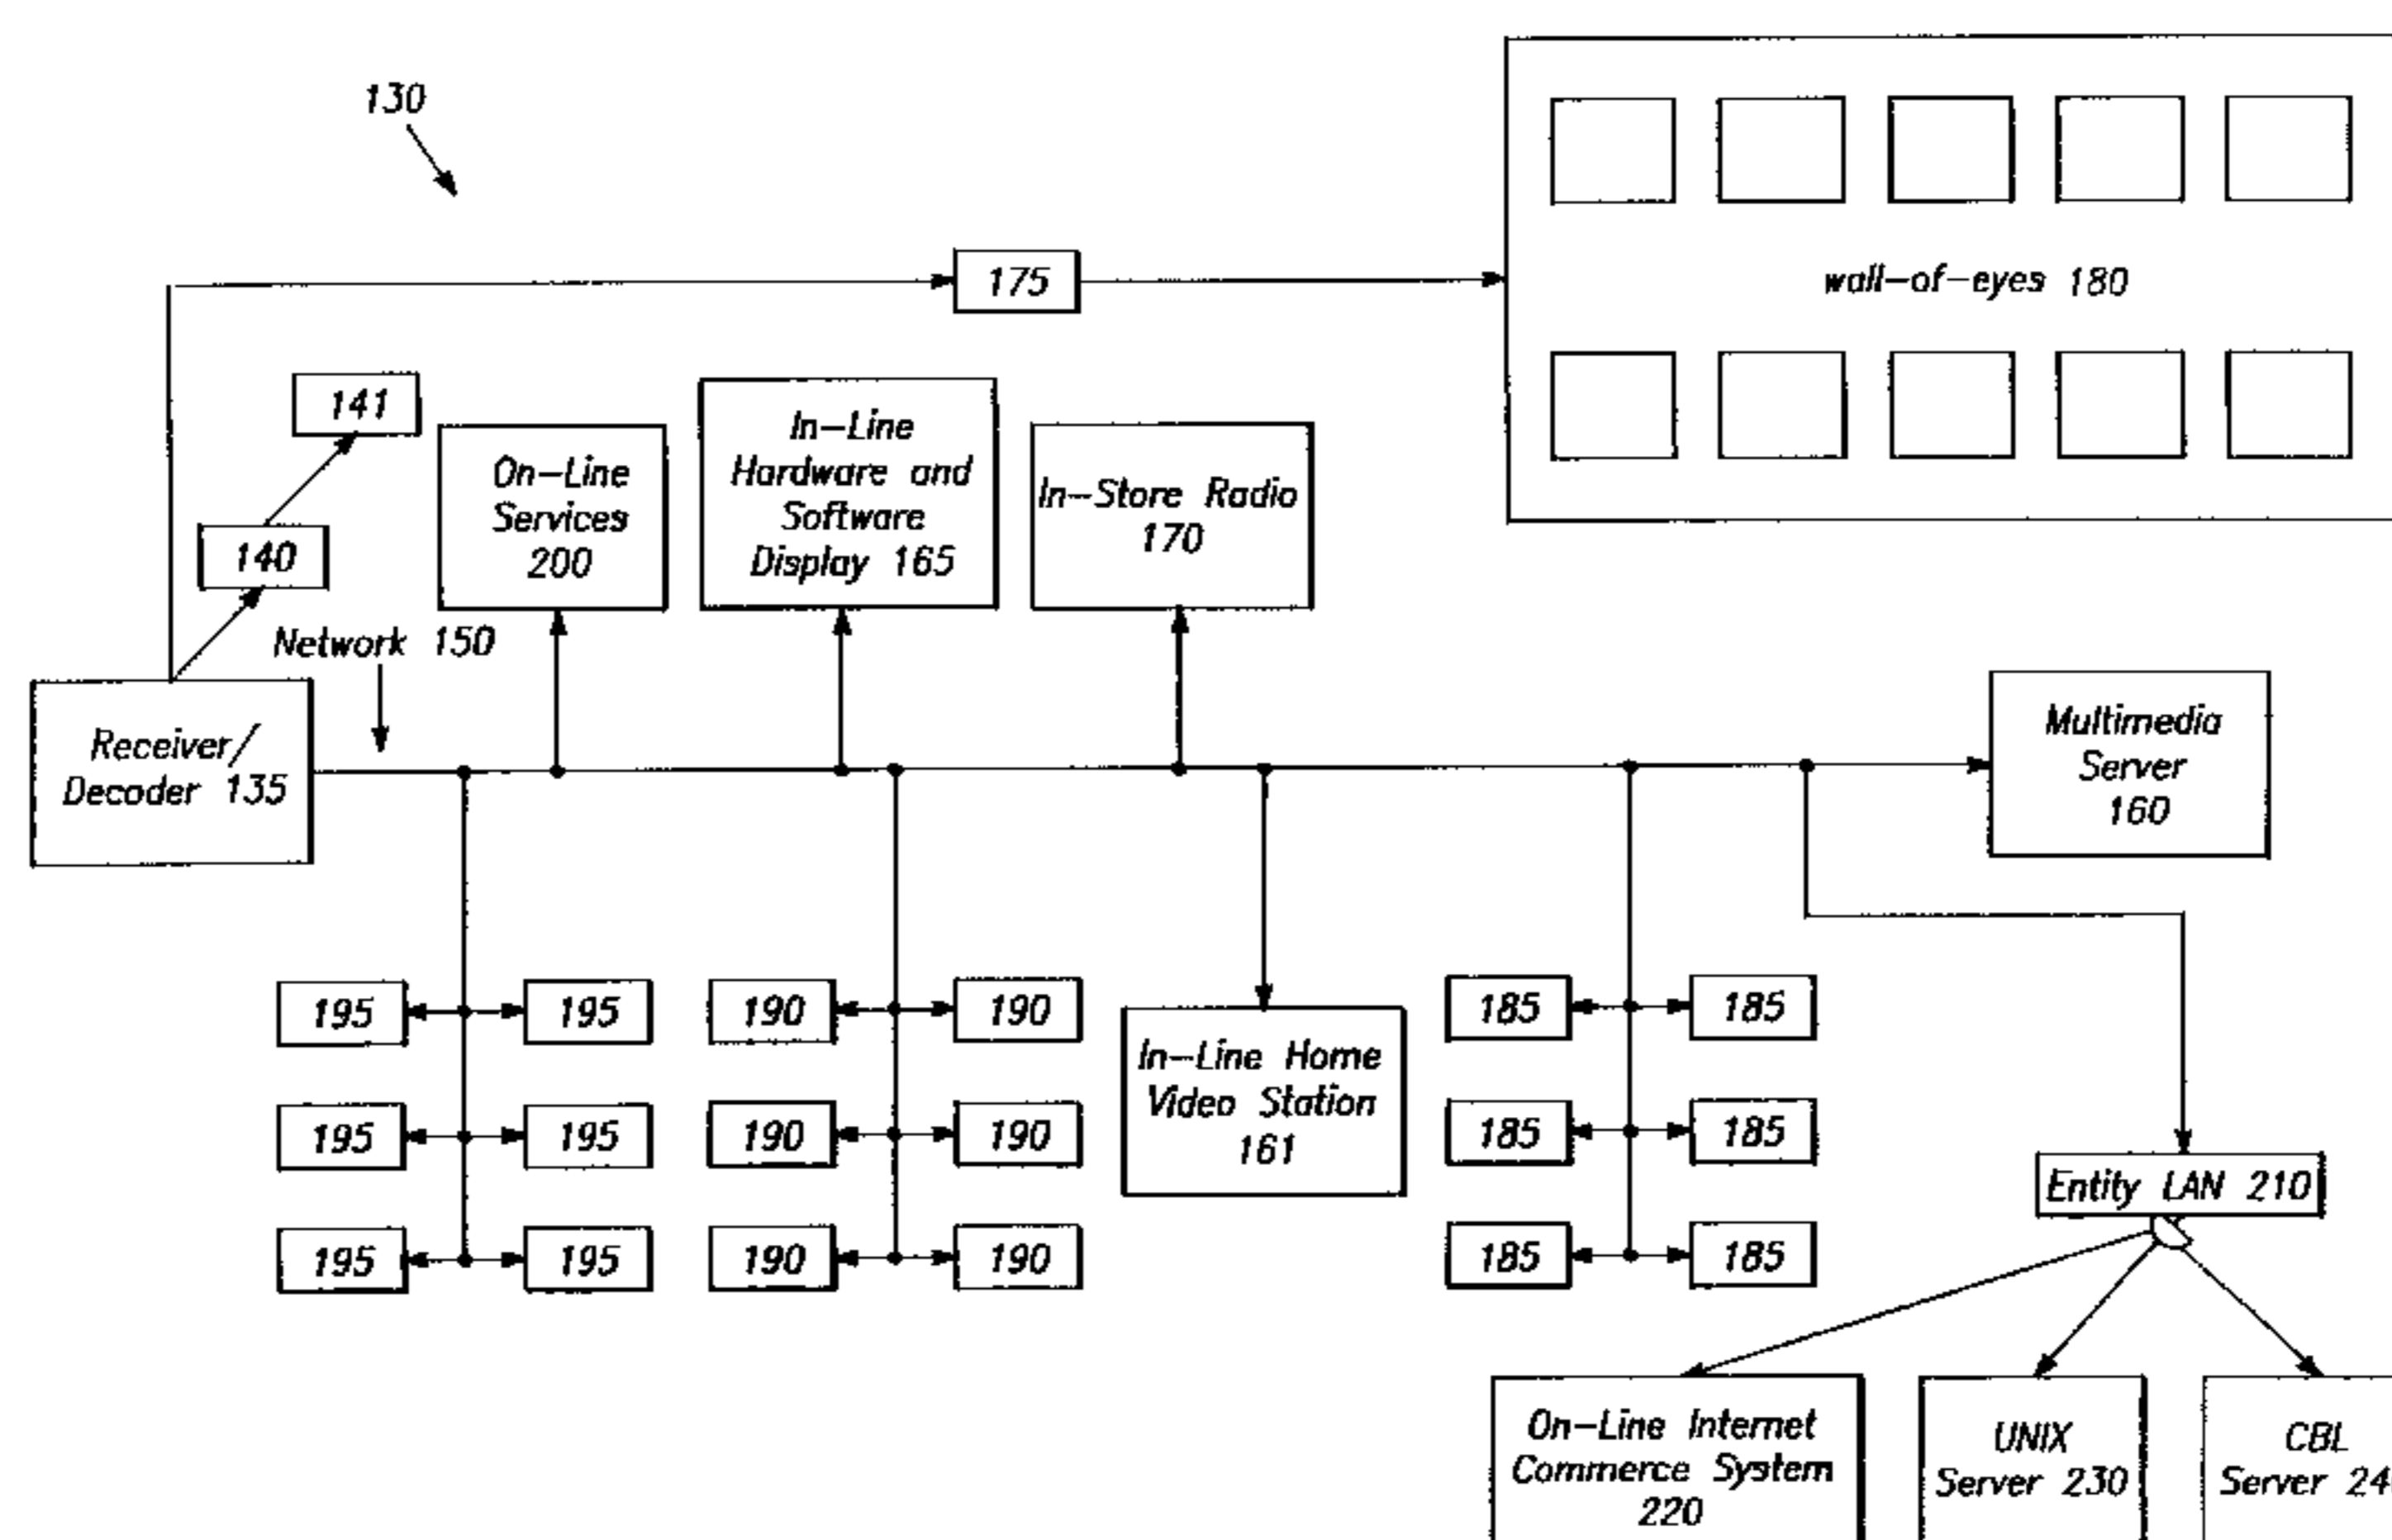 130
175
wall-of-eyes 180
141
140
On-Line
Services
200
In-Line
Hardware and
Software
Display 165
In-Store Radio
170
Network 150
Receiver/
Decoder 135
Multimedia
Server
160
195
195
190
190
185
185
195
195
190
190
185
185
195
195
190
190
185
185
In-Line Home
Video Station
161
Entity LAN 210
On-Line Internet
Commerce System
220
UNIX
Server 230
CBL
Server